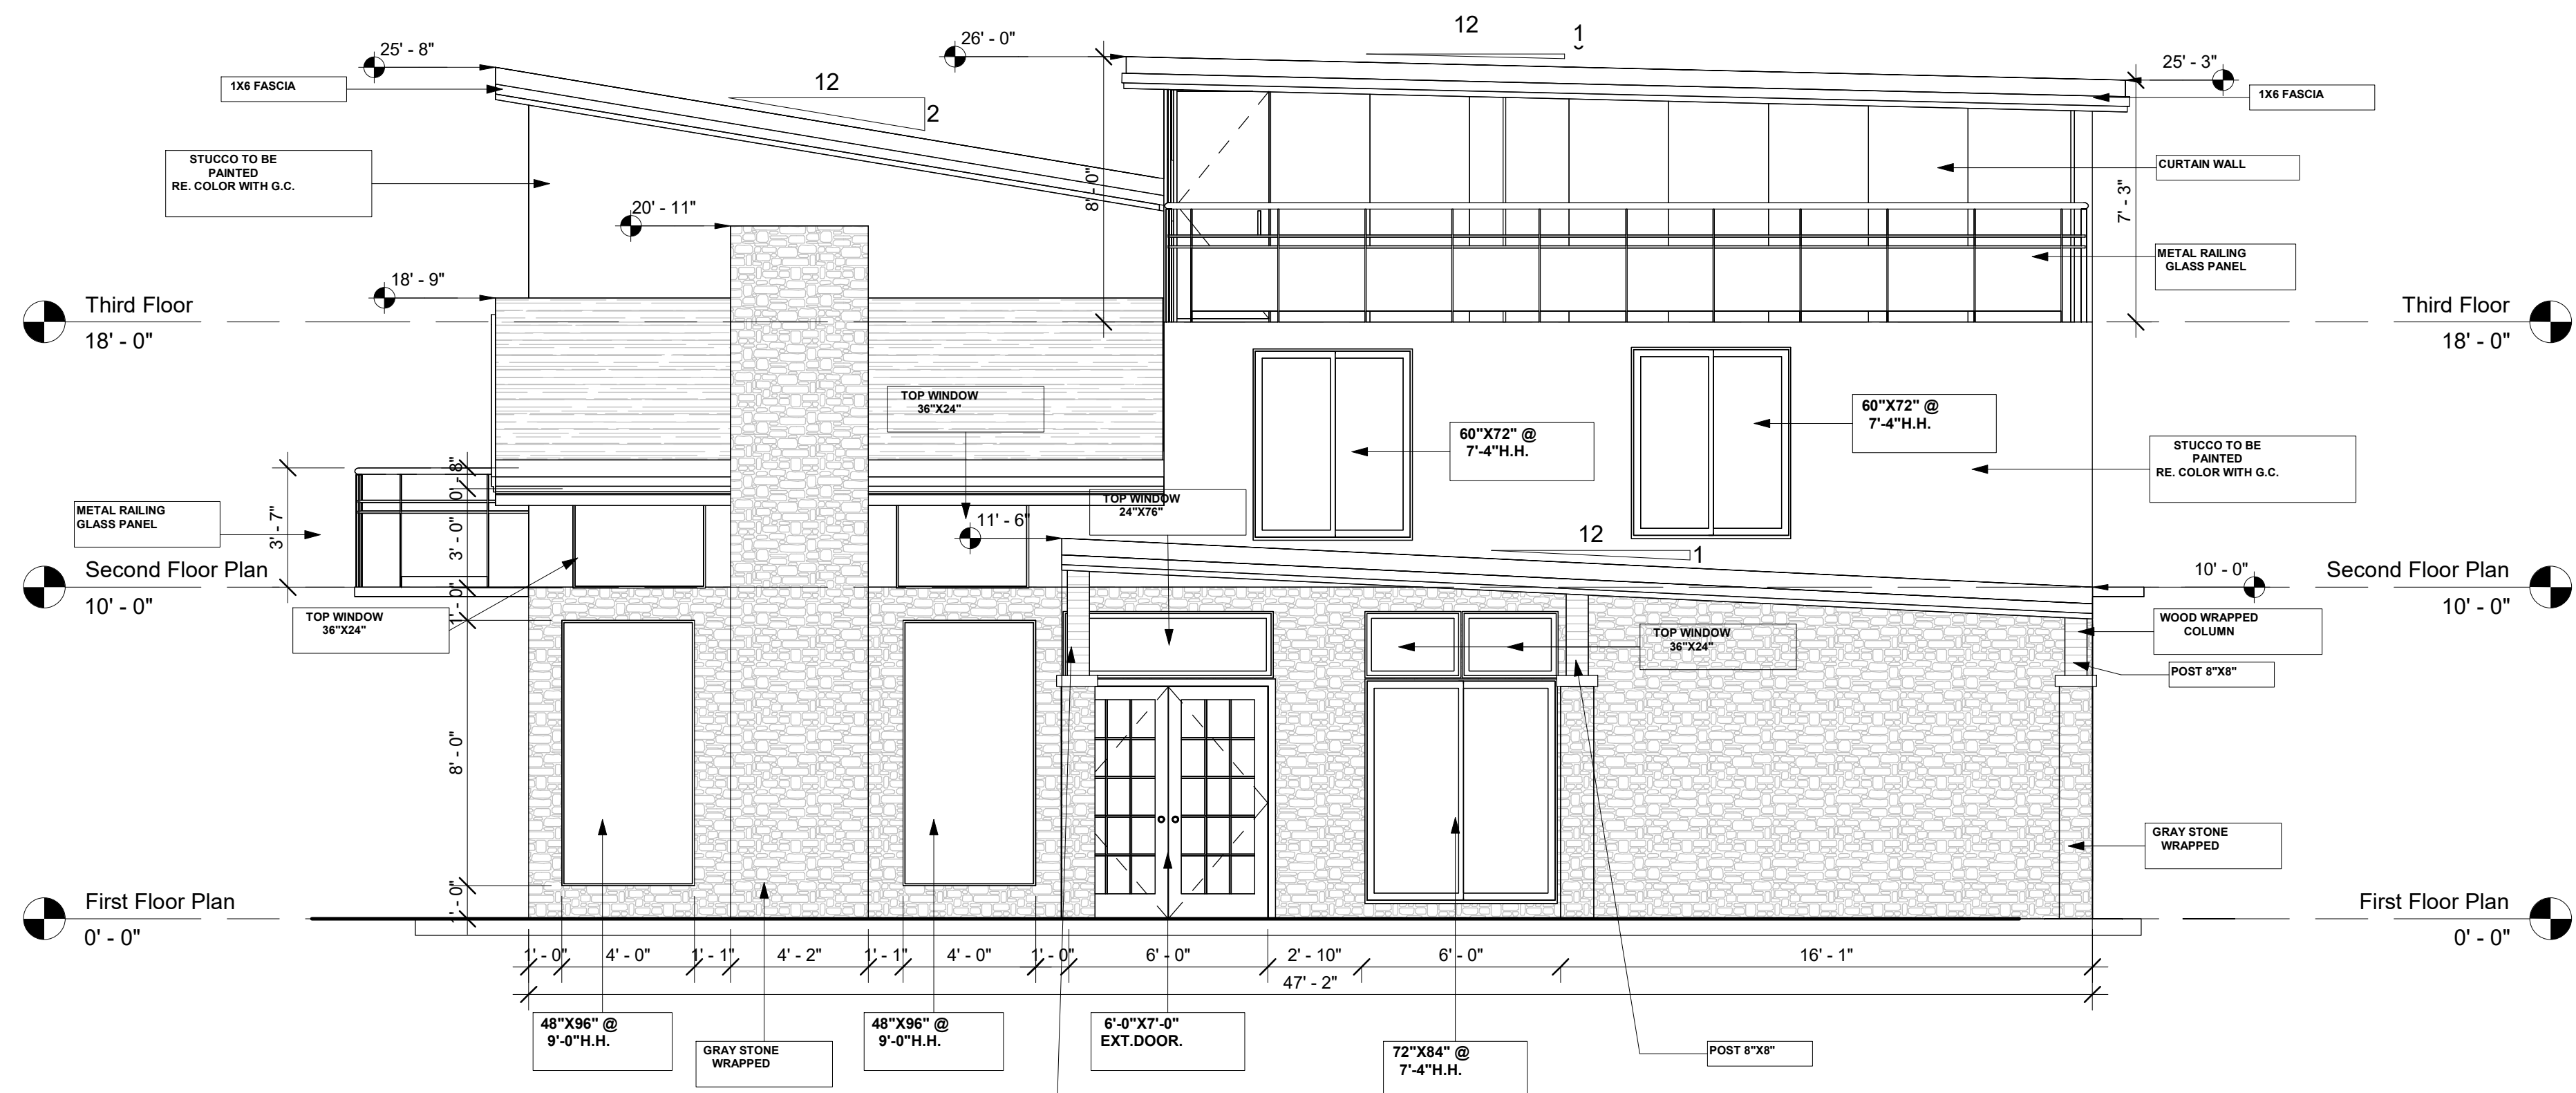 12
1
26' - 0"
25' - 8"
25' - 3"
1X6 FASCIA
12
2
1X6 FASCIA
STUCCO TO BE
PAINTED
RE. COLOR WITH G.C.
CURTAIN WALL
8' - 0"
7' - 3"
20' - 11"
METAL RAILING
GLASS PANEL
18' - 9"
Third Floor
18' - 0"
Third Floor
18' - 0"
TOP WINDOW
36"X24"
60"X72" @
7'-4"H.H.
60"X72" @
7'-4"H.H.
STUCCO TO BE
PAINTED
RE. COLOR WITH G.C.
0' - 8"
TOP WINDOW
24"X76"
METAL RAILING
GLASS PANEL
3' - 7"
3' - 0"
11' - 6"
12
1
Second Floor Plan
10' - 0"
10' - 0"
Second Floor Plan
10' - 0"
1' - 0"
TOP WINDOW
36"X24"
TOP WINDOW
36"X24"
WOOD WRAPPED
COLUMN
POST 8"X8"
8' - 0"
GRAY STONE
WRAPPED
First Floor Plan
0' - 0"
First Floor Plan
0' - 0"
1' - 0"
4' - 0"
1' - 1"
4' - 2"
1' - 1"
4' - 0"
1' - 0"
6' - 0"
2' - 10"
6' - 0"
16' - 1"
47' - 2"
48"X96" @
9'-0"H.H.
GRAY STONE
WRAPPED
48"X96" @
9'-0"H.H.
6'-0"X7'-0"
EXT.DOOR.
72"X84" @
7'-4"H.H.
POST 8"X8"